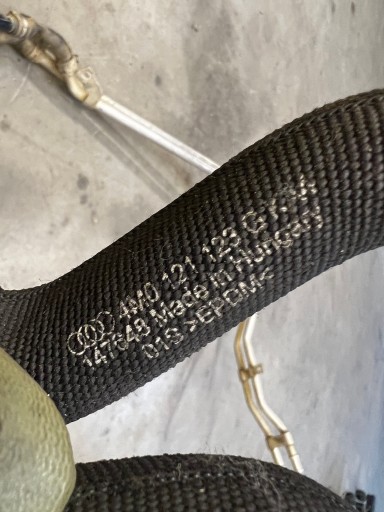 4M0 121 123 G
147648 Made in Hungary
01S >EPDM<